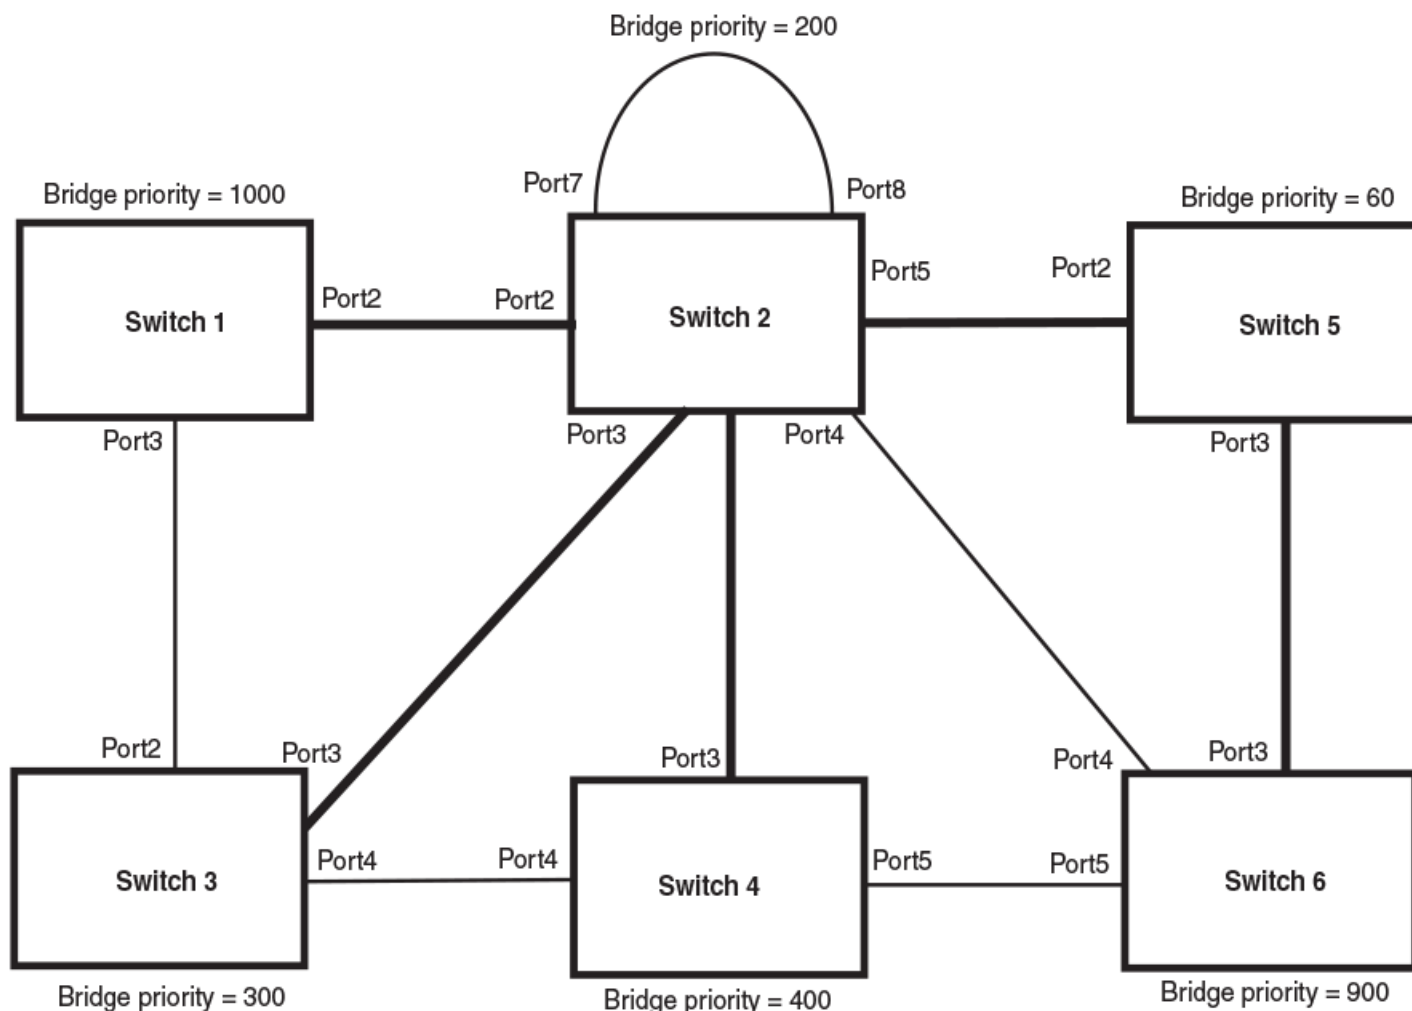 Bridge priority = 200
Port7
Port8
Bridge priority = 1000
Bridge priority = 60
Port2
Port2
Port5
Port2
Switch 1
Switch 2
Switch 5
Port3
Port3
Port4
Port3
Port2
Port3
Port3
Port4
Port3
Port4
Port4
Port5
Port5
Switch 3
Switch 4
Switch 6
Bridge priority = 300
Bridge priority = 400
Bridge priority = 900